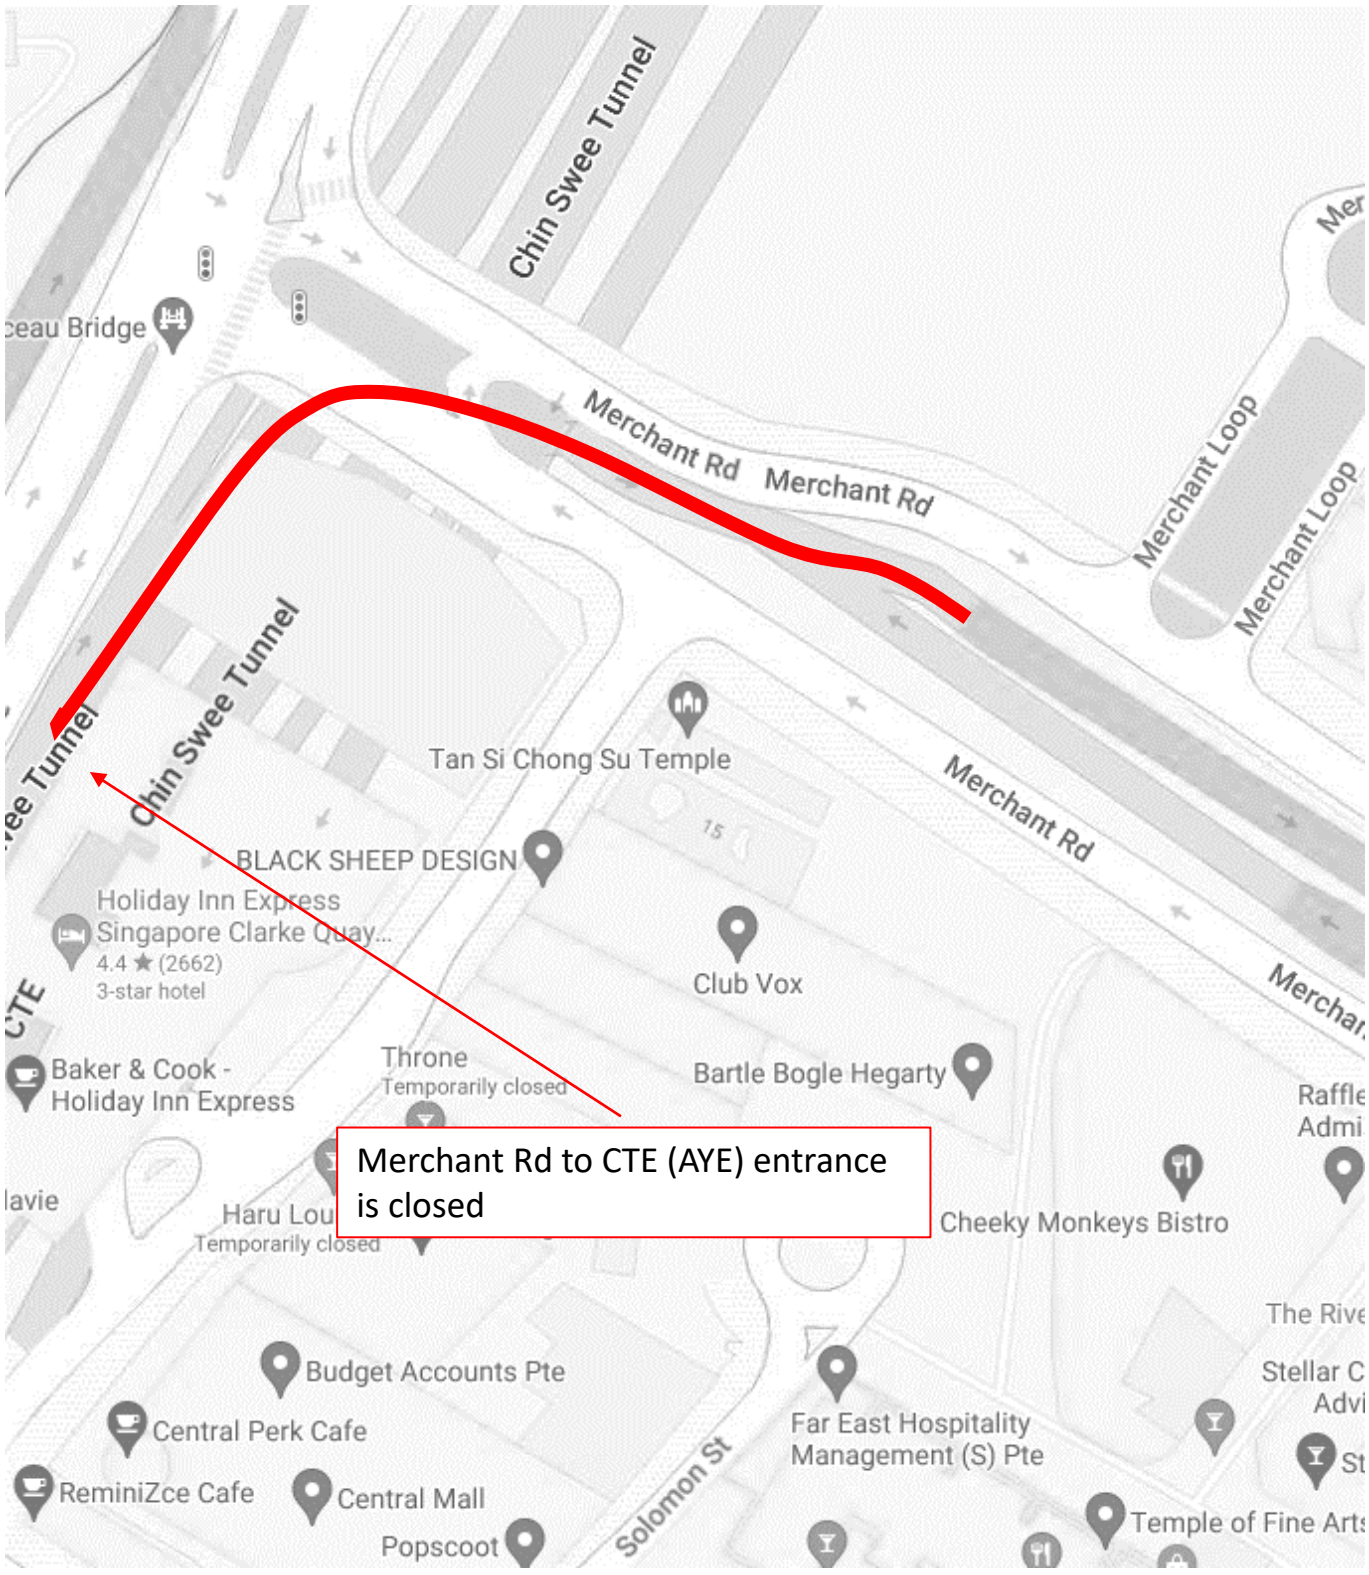 Chin Swee Tunnel
Mer
ceau Bridge
Merchant Rd
Merchant Rd
Merchant Loop
Merchant Loop
Chin Swee Tunnel
wee Tunnel
Tan Si Chong Su Temple
Merchant Rd
15
BLACK SHEEP DESIGN
Holiday Inn Express
Singapore Clarke Quay...
4.4 ★ (2662)
3-star hotel
Club Vox
CTE
Merchan
Throne
Temporarily closed
Baker & Cook -
Holiday Inn Express
Bartle Bogle Hegarty
Raffle
Admi
Merchant Rd to CTE (AYE) entrance
is closed
lavie
Haru Lou
Temporarily closed
Cheeky Monkeys Bistro
The Rive
Budget Accounts Pte
Stellar C
Advi
Central Perk Cafe
Far East Hospitality
Management (S) Pte
St
ReminiZce Cafe
Central Mall
Solomon St
Popscoot
Temple of Fine Arts